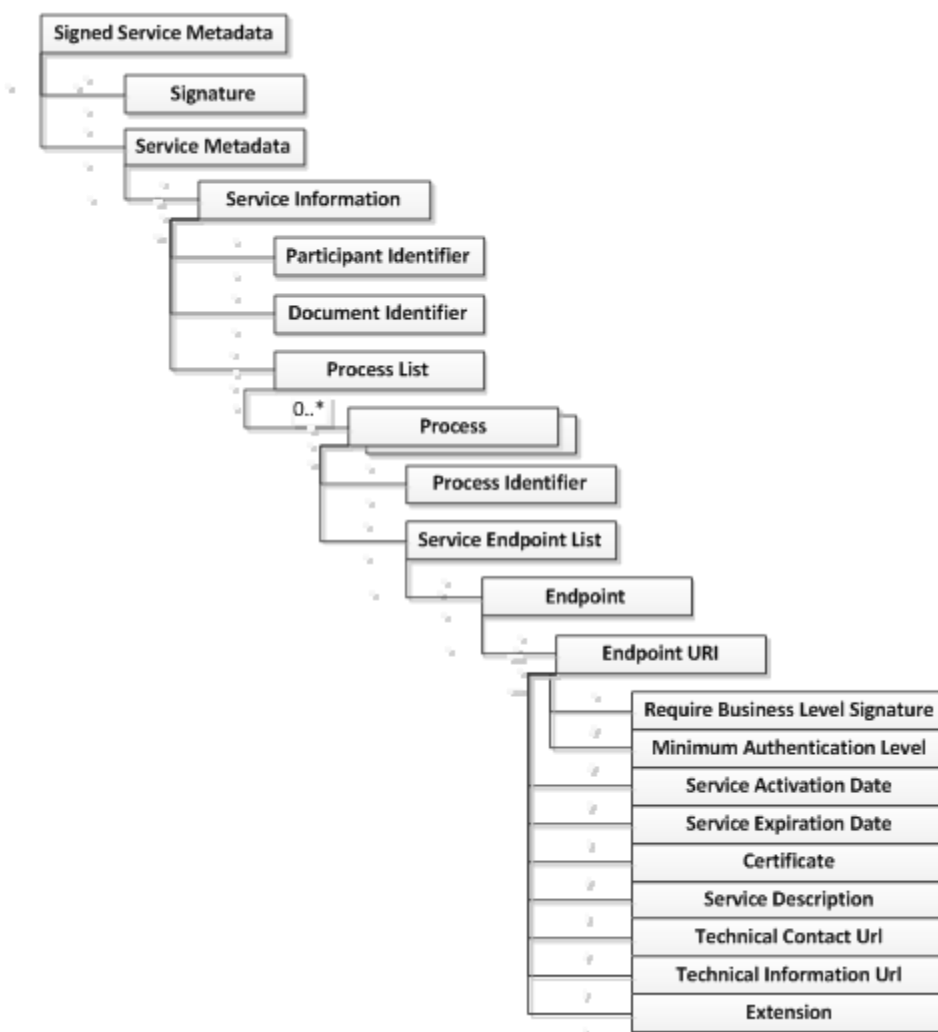 Signed Service Metadata
Signature
Service Metadata
Service Information
Participant Identifier
Document Identifier
Process List
0..*
Process
Process Identifier
Service Endpoint List
Endpoint
Endpoint URI
Require Business Level Signature
Minimum Authentication Level
Service Activation Date
Service Expiration Date
Certificate
Service Description
Technical Contact Url
Technical Information Url
Extension